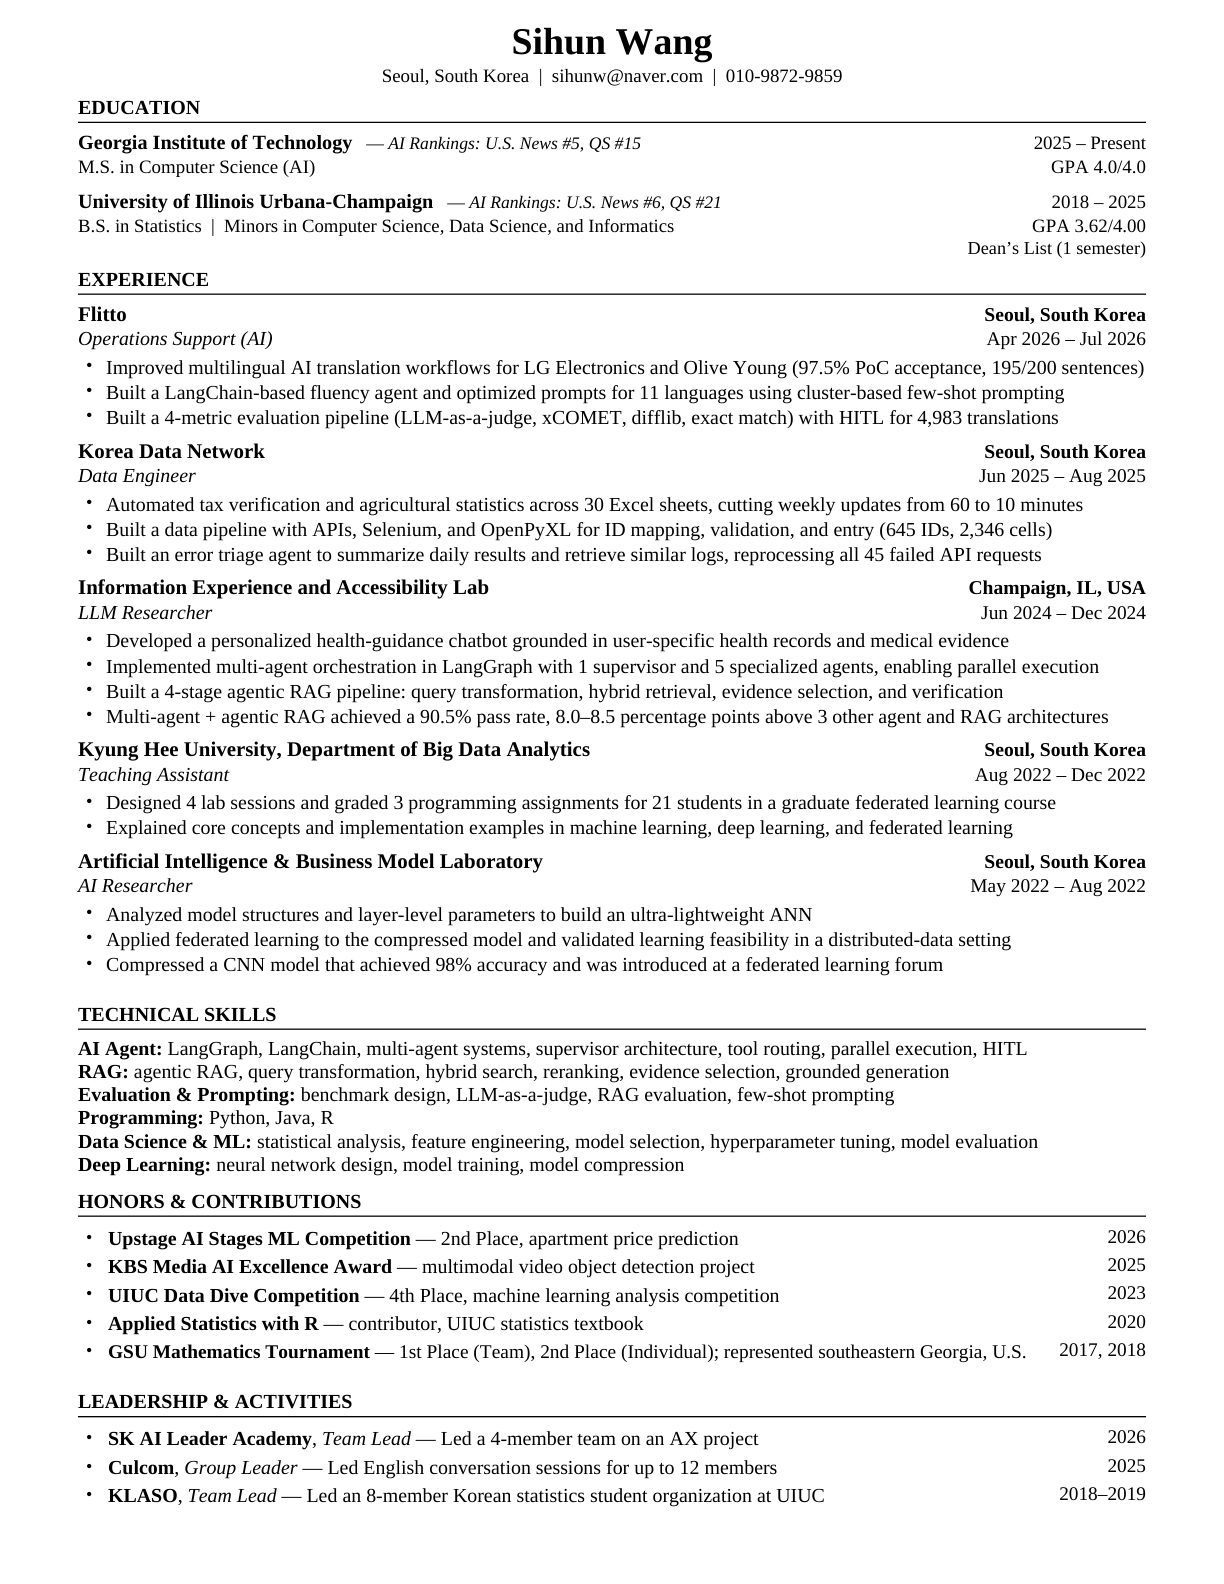 Sihun Wang
Seoul, South Korea | sihunw@naver.com | 010-9872-9859
EDUCATION
Georgia Institute of Technology — AI Rankings: U.S. News #5, QS #15 2025 – Present
M.S. in Computer Science (AI) GPA 4.0/4.0
University of Illinois Urbana-Champaign — AI Rankings: U.S. News #6, QS #21 2018 – 2025
B.S. in Statistics | Minors in Computer Science, Data Science, and Informatics GPA 3.62/4.00
Dean’s List (1 semester)
EXPERIENCE
Flitto Seoul, South Korea
Operations Support (AI) Apr 2026 – Jul 2026
• Improved multilingual AI translation workflows for LG Electronics and Olive Young (97.5% PoC acceptance, 195/200 sentences)
• Built a LangChain-based fluency agent and optimized prompts for 11 languages using cluster-based few-shot prompting
• Built a 4-metric evaluation pipeline (LLM-as-a-judge, xCOMET, difflib, exact match) with HITL for 4,983 translations
Korea Data Network Seoul, South Korea
Data Engineer Jun 2025 – Aug 2025
• Automated tax verification and agricultural statistics across 30 Excel sheets, cutting weekly updates from 60 to 10 minutes
• Built a data pipeline with APIs, Selenium, and OpenPyXL for ID mapping, validation, and entry (645 IDs, 2,346 cells)
• Built an error triage agent to summarize daily results and retrieve similar logs, reprocessing all 45 failed API requests
Information Experience and Accessibility Lab Champaign, IL, USA
LLM Researcher Jun 2024 – Dec 2024
• Developed a personalized health-guidance chatbot grounded in user-specific health records and medical evidence
• Implemented multi-agent orchestration in LangGraph with 1 supervisor and 5 specialized agents, enabling parallel execution
• Built a 4-stage agentic RAG pipeline: query transformation, hybrid retrieval, evidence selection, and verification
• Multi-agent + agentic RAG achieved a 90.5% pass rate, 8.0–8.5 percentage points above 3 other agent and RAG architectures
Kyung Hee University, Department of Big Data Analytics Seoul, South Korea
Teaching Assistant Aug 2022 – Dec 2022
• Designed 4 lab sessions and graded 3 programming assignments for 21 students in a graduate federated learning course
• Explained core concepts and implementation examples in machine learning, deep learning, and federated learning
Artificial Intelligence & Business Model Laboratory Seoul, South Korea
AI Researcher May 2022 – Aug 2022
• Analyzed model structures and layer-level parameters to build an ultra-lightweight ANN
• Applied federated learning to the compressed model and validated learning feasibility in a distributed-data setting
• Compressed a CNN model that achieved 98% accuracy and was introduced at a federated learning forum
TECHNICAL SKILLS
AI Agent: LangGraph, LangChain, multi-agent systems, supervisor architecture, tool routing, parallel execution, HITL
RAG: agentic RAG, query transformation, hybrid search, reranking, evidence selection, grounded generation
Evaluation & Prompting: benchmark design, LLM-as-a-judge, RAG evaluation, few-shot prompting
Programming: Python, Java, R
Data Science & ML: statistical analysis, feature engineering, model selection, hyperparameter tuning, model evaluation
Deep Learning: neural network design, model training, model compression
HONORS & CONTRIBUTIONS
• Upstage AI Stages ML Competition — 2nd Place, apartment price prediction 2026
• KBS Media AI Excellence Award — multimodal video object detection project 2025
• UIUC Data Dive Competition — 4th Place, machine learning analysis competition 2023
• Applied Statistics with R — contributor, UIUC statistics textbook 2020
• GSU Mathematics Tournament — 1st Place (Team), 2nd Place (Individual); represented southeastern Georgia, U.S. 2017, 2018
LEADERSHIP & ACTIVITIES
• SK AI Leader Academy, Team Lead — Led a 4-member team on an AX project 2026
• Culcom, Group Leader — Led English conversation sessions for up to 12 members 2025
• KLASO, Team Lead — Led an 8-member Korean statistics student organization at UIUC 2018–2019